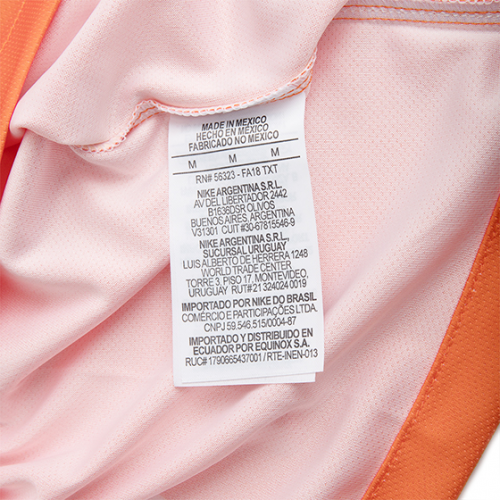 MADE IN MEXICO
HECHO EN MEXICO
FABRICADO NO MEXICO
M M M
RN# 56323 - FA18 TXT
NIKE ARGENTINA S.R.L.
AV DEL LIBERTADOR 2442
B1636DSR OLIVOS
BUENOS AIRES, ARGENTINA
V31301 CUIT #30-67815546-9
NIKE ARGENTINA S.R.L,
SUCURSAL URUGUAY
LUIS ALBERTO DE HERRERA 1248
WORLD TRADE CENTER
TORRE 3, PISO 17, MONTEVIDEO,
URUGUAY RUT# 21 324024 0019
IMPORTADO POR NIKE DO BRASIL
COMÉRCIO E PARTICIPAÇÕES LTDA.
CNPJ 59.546.515/0004-87
IMPORTADO Y DISTRIBUIDO EN
ECUADOR POR EQUINOX S.A.
RUC# 1790665437001 / RTE-INEN-013